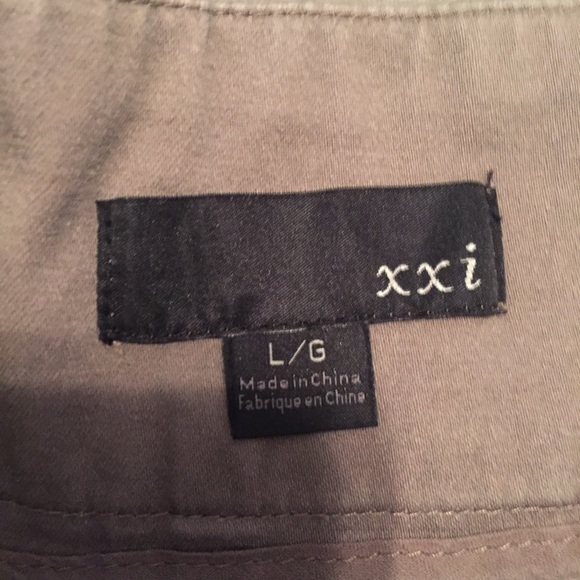 xxi
L/G
Made in China
Fabrique en Chine